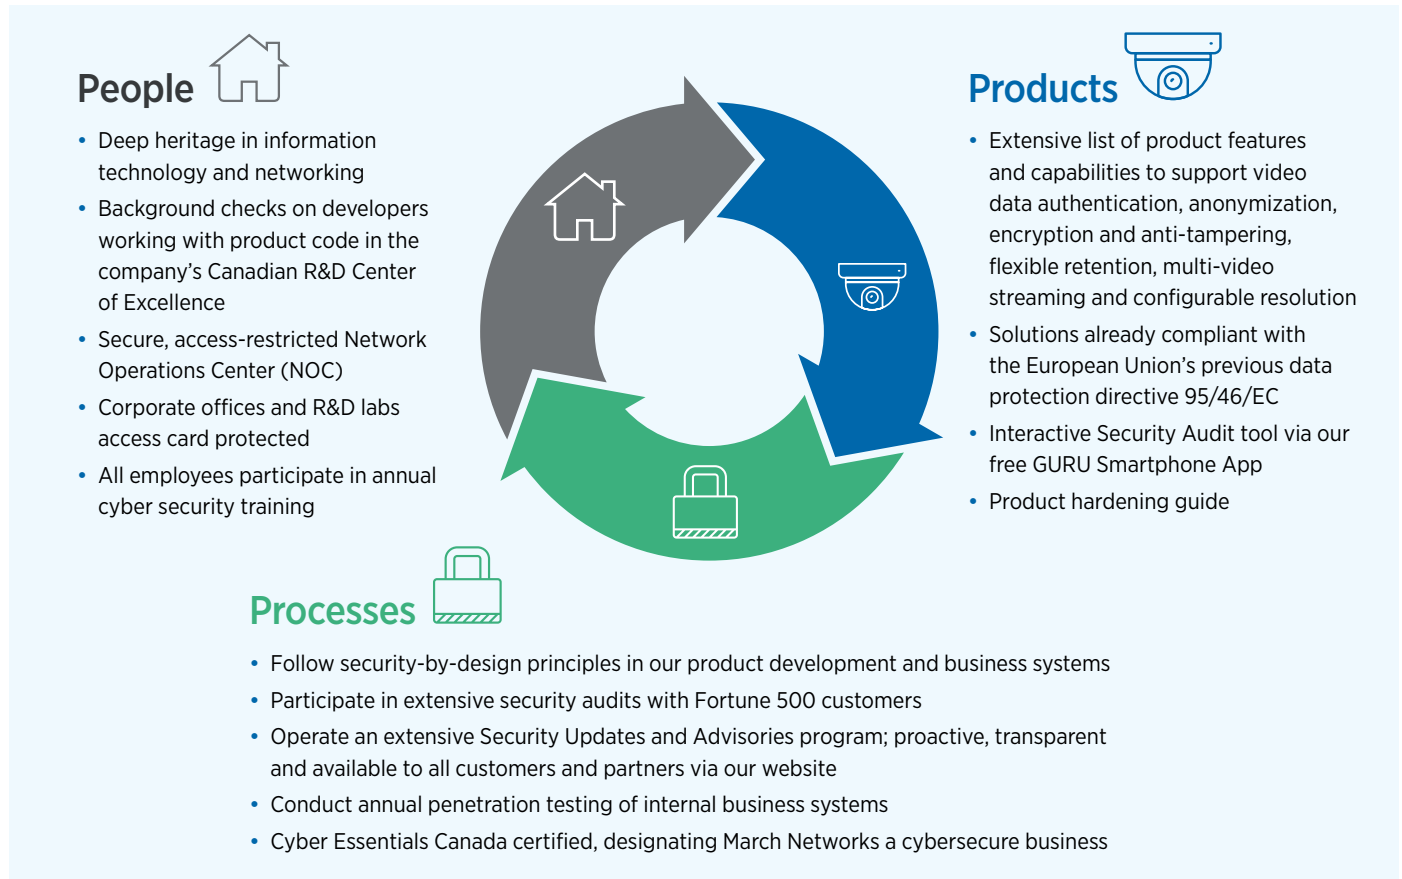 People
• Deep heritage in information
technology and networking
• Background checks on developers
working with product code in the
company’s Canadian R&D Center
of Excellence
• Secure, access-restricted Network
Operations Center (NOC)
• Corporate offices and R&D labs
access card protected
• All employees participate in annual
cyber security training
Products
• Extensive list of product features
and capabilities to support video
data authentication, anonymization,
encryption and anti-tampering,
flexible retention, multi-video
streaming and configurable resolution
• Solutions already compliant with
the European Union’s previous data
protection directive 95/46/EC
• Interactive Security Audit tool via our
free GURU Smartphone App
• Product hardening guide
Processes
• Follow security-by-design principles in our product development and business systems
• Participate in extensive security audits with Fortune 500 customers
• Operate an extensive Security Updates and Advisories program; proactive, transparent
and available to all customers and partners via our website
• Conduct annual penetration testing of internal business systems
• Cyber Essentials Canada certified, designating March Networks a cybersecure business